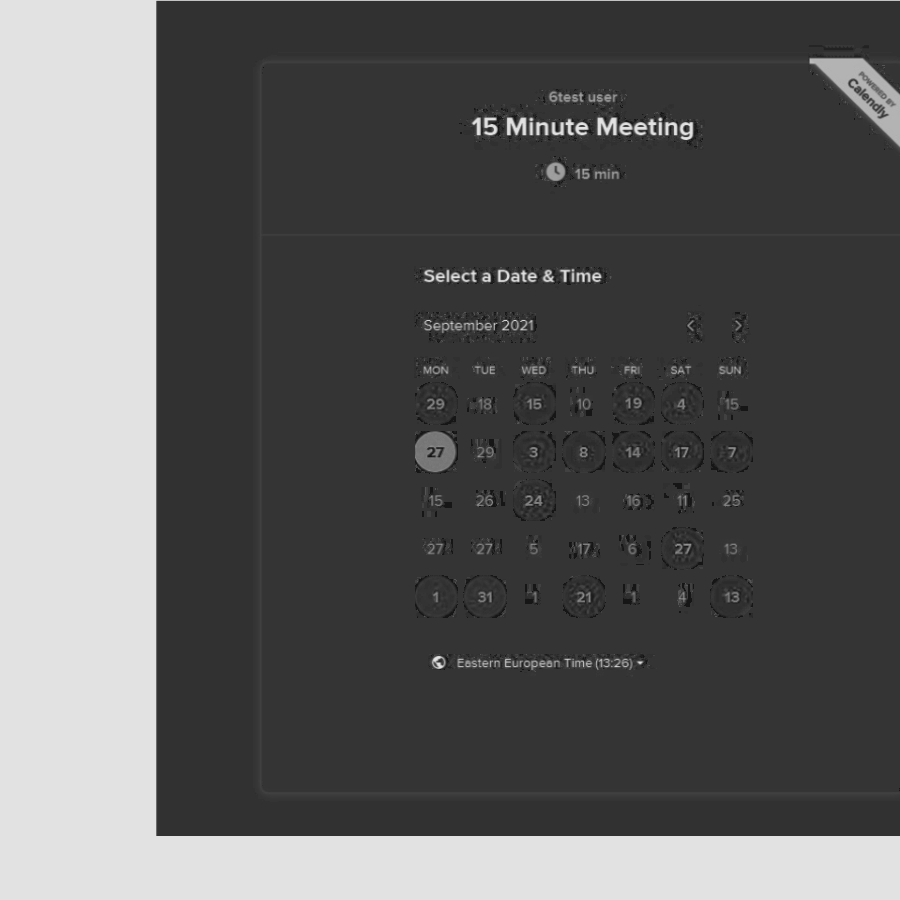 POWERED BY
Calendly
6test user
15 Minute Meeting
15 min
Select a Date & Time
September 2021
MON TUE WED THU FRI SAT SUN
29 18 15 10 19 4 15
27 29 3 8 14 17 7
15 26 24 13 16 11 25
27 27 5 17 6 27 13
1 31 1 21 1 4 13
Eastern European Time (13:26)